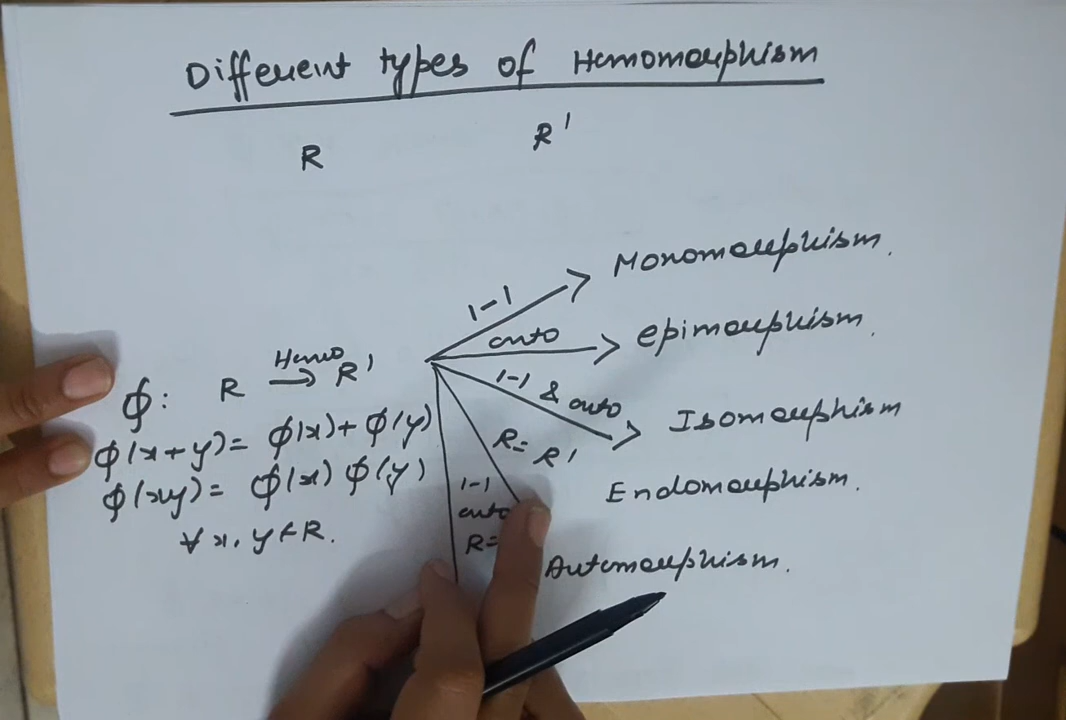 Different types of Homomorphism
R R'
1-1 Monomorphism.
onto epimorphism.
1-1 & onto Isomorphism
R = R' Endomorphism.
1-1
onto
R=
Automorphism.
Homo
φ: R → R'
φ(x+y) = φ(x) + φ(y)
φ(xy) = φ(x) φ(y)
∀ x, y ∈ R.